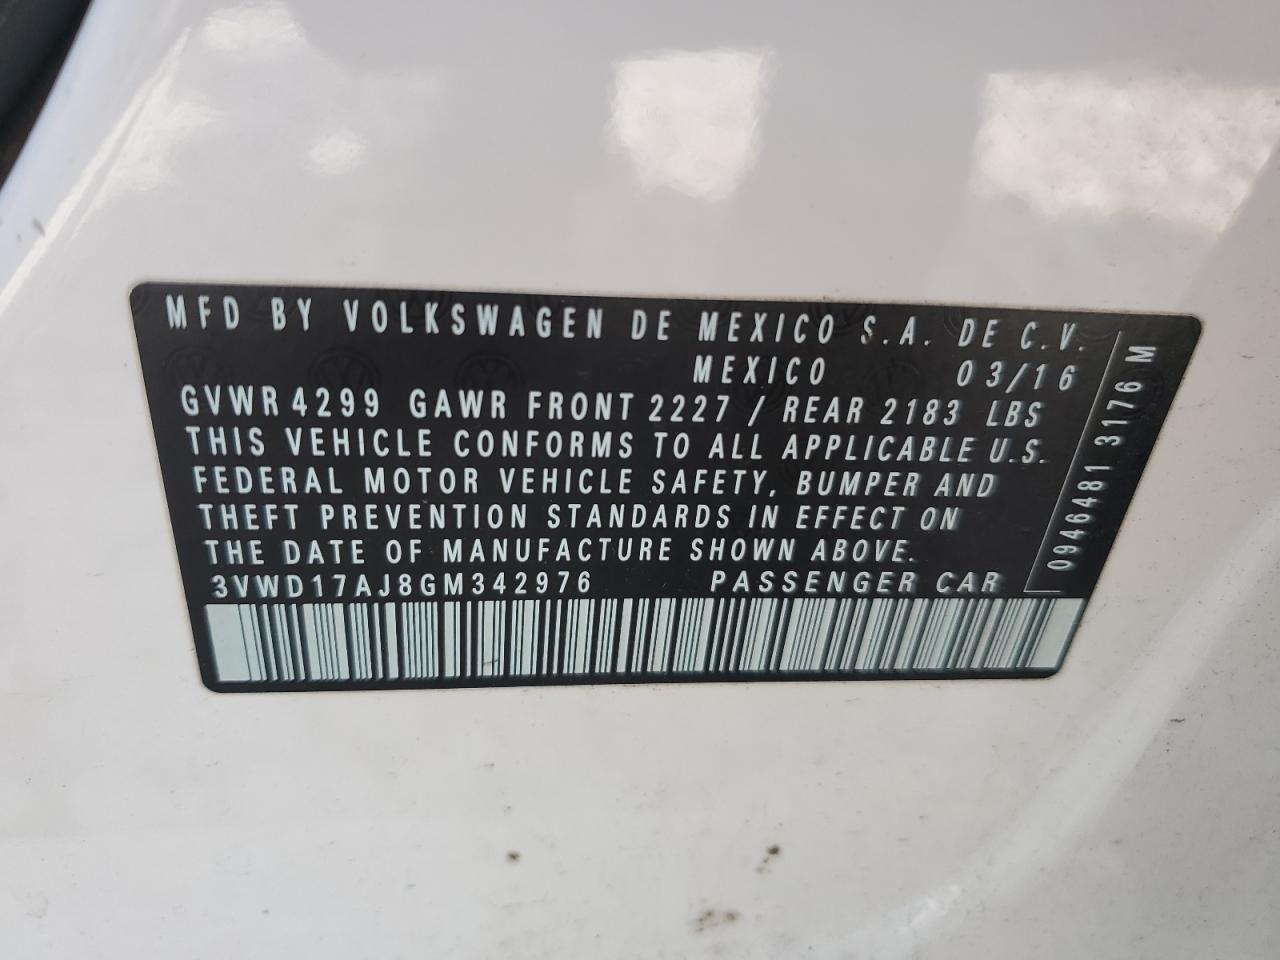 MFD BY VOLKSWAGEN DE MEXICO S.A. DE C.V.
MEXICO 03/16
GVWR 4299 GAWR FRONT 2227 / REAR 2183 LBS
THIS VEHICLE CONFORMS TO ALL APPLICABLE U.S.
FEDERAL MOTOR VEHICLE SAFETY, BUMPER AND
THEFT PREVENTION STANDARDS IN EFFECT ON
THE DATE OF MANUFACTURE SHOWN ABOVE.
3VWD17AJ8GM342976 PASSENGER CAR
0946481 3176 M